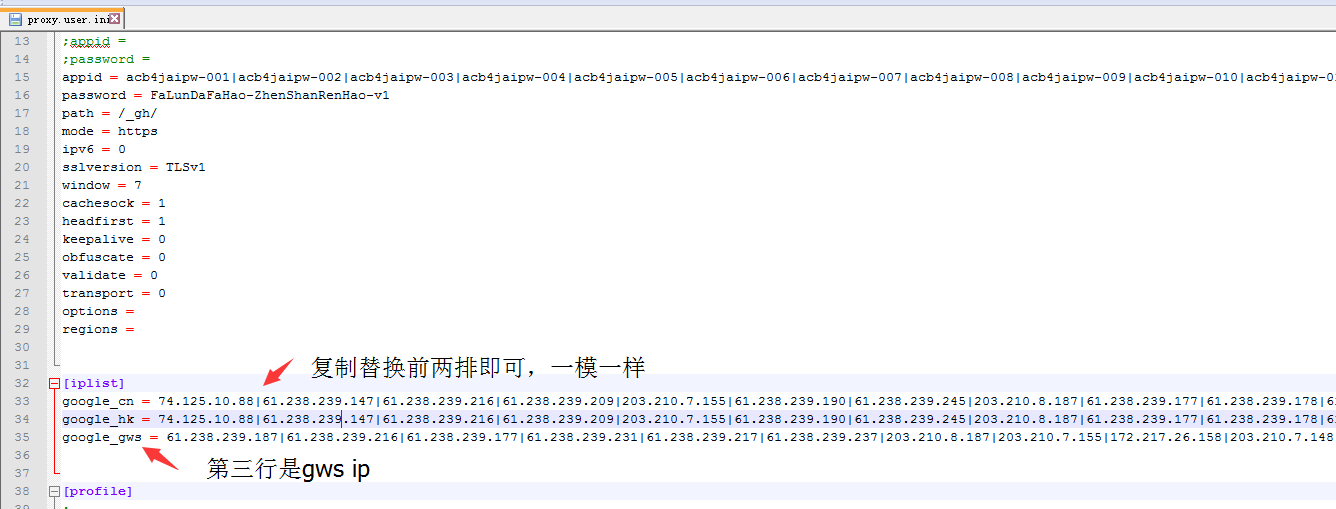 proxy.user.ini
13 ;appid =
14 ;password =
15 appid = acb4jaipw-001|acb4jaipw-002|acb4jaipw-003|acb4jaipw-004|acb4jaipw-005|acb4jaipw-006|acb4jaipw-007|acb4jaipw-008|acb4jaipw-009|acb4jaipw-010|acb4jaipw-01
16 password = FaLunDaFaHao-ZhenShanRenHao-v1
17 path = /_gh/
18 mode = https
19 ipv6 = 0
20 sslversion = TLSv1
21 window = 7
22 cachesock = 1
23 headfirst = 1
24 keepalive = 0
25 obfuscate = 0
26 validate = 0
27 transport = 0
28 options =
29 regions =
30
31
复制替换前两排即可，一模一样
32 [iplist]
33 google_cn = 74.125.10.88|61.238.239.147|61.238.239.216|61.238.239.209|203.210.7.155|61.238.239.190|61.238.239.245|203.210.8.187|61.238.239.177|61.238.239.178|6
34 google_hk = 74.125.10.88|61.238.239.147|61.238.239.216|61.238.239.209|203.210.7.155|61.238.239.190|61.238.239.245|203.210.8.187|61.238.239.177|61.238.239.178|6
35 google_gws = 61.238.239.187|61.238.239.216|61.238.239.177|61.238.239.231|61.238.239.217|61.238.239.237|203.210.8.187|203.210.7.155|172.217.26.158|203.210.7.148
36
第三行是gws ip
37
38 [profile]
39 ;